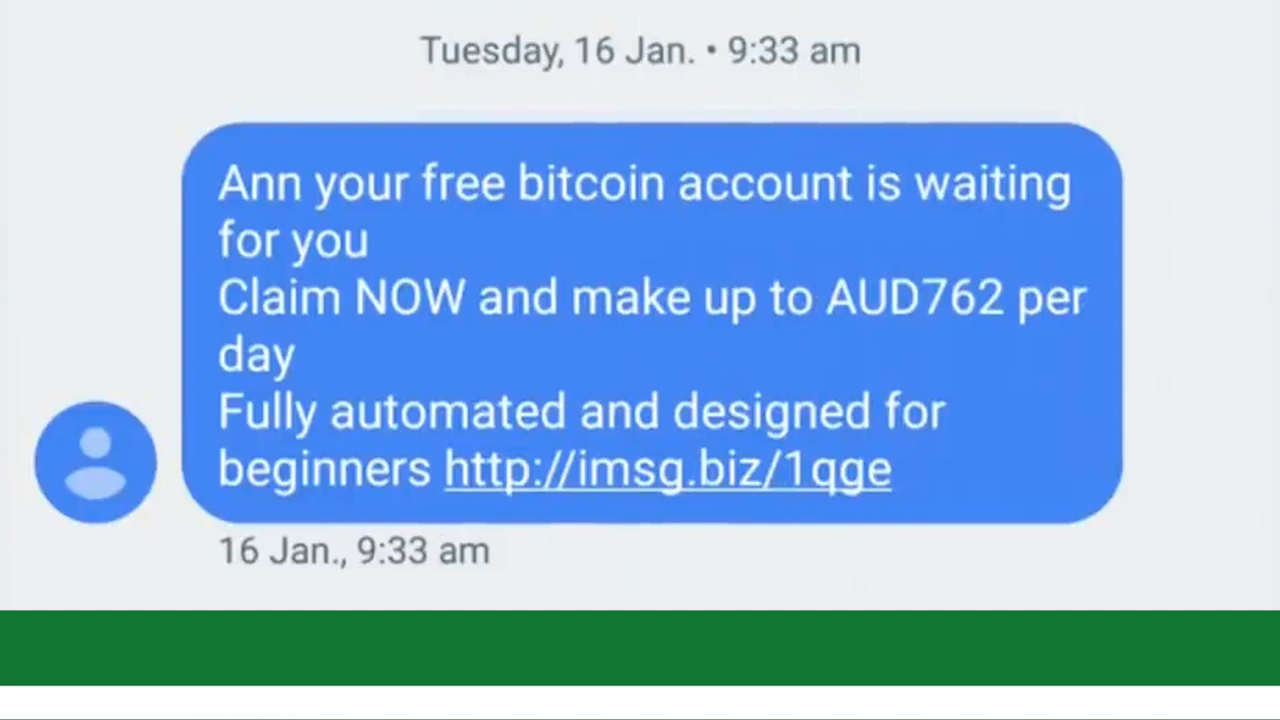 Tuesday, 16 Jan. • 9:33 am
Ann your free bitcoin account is waiting
for you
Claim NOW and make up to AUD762 per
day
Fully automated and designed for
beginners http://imsg.biz/1qge
16 Jan., 9:33 am